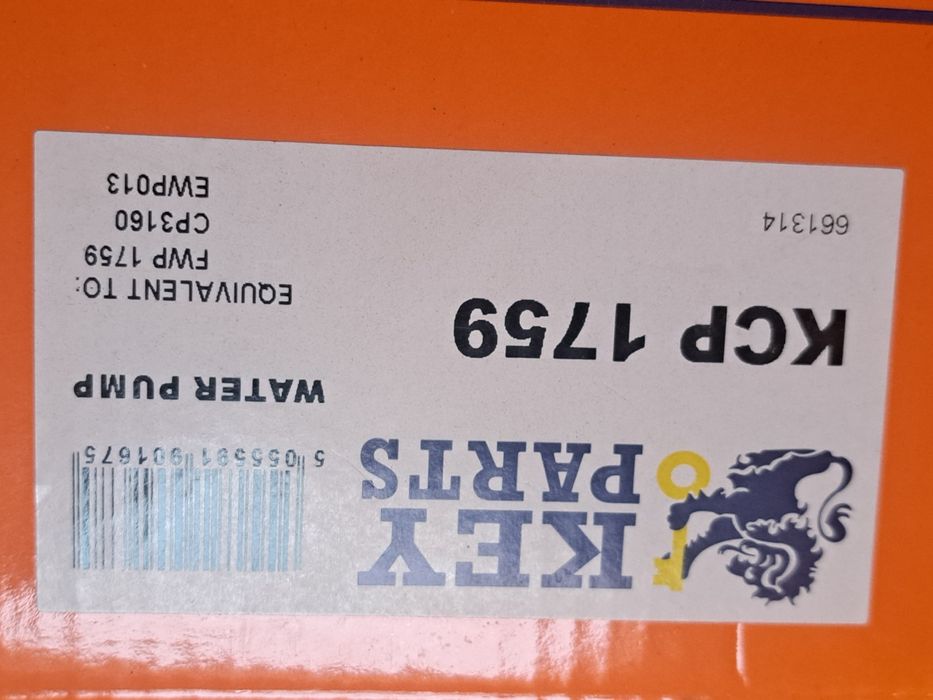 KEY
PARTS
5 055591 901675
WATER PUMP
KCP 1759
EQUIVALENT TO:
FWP 1759
CP3160
EWP013
661314